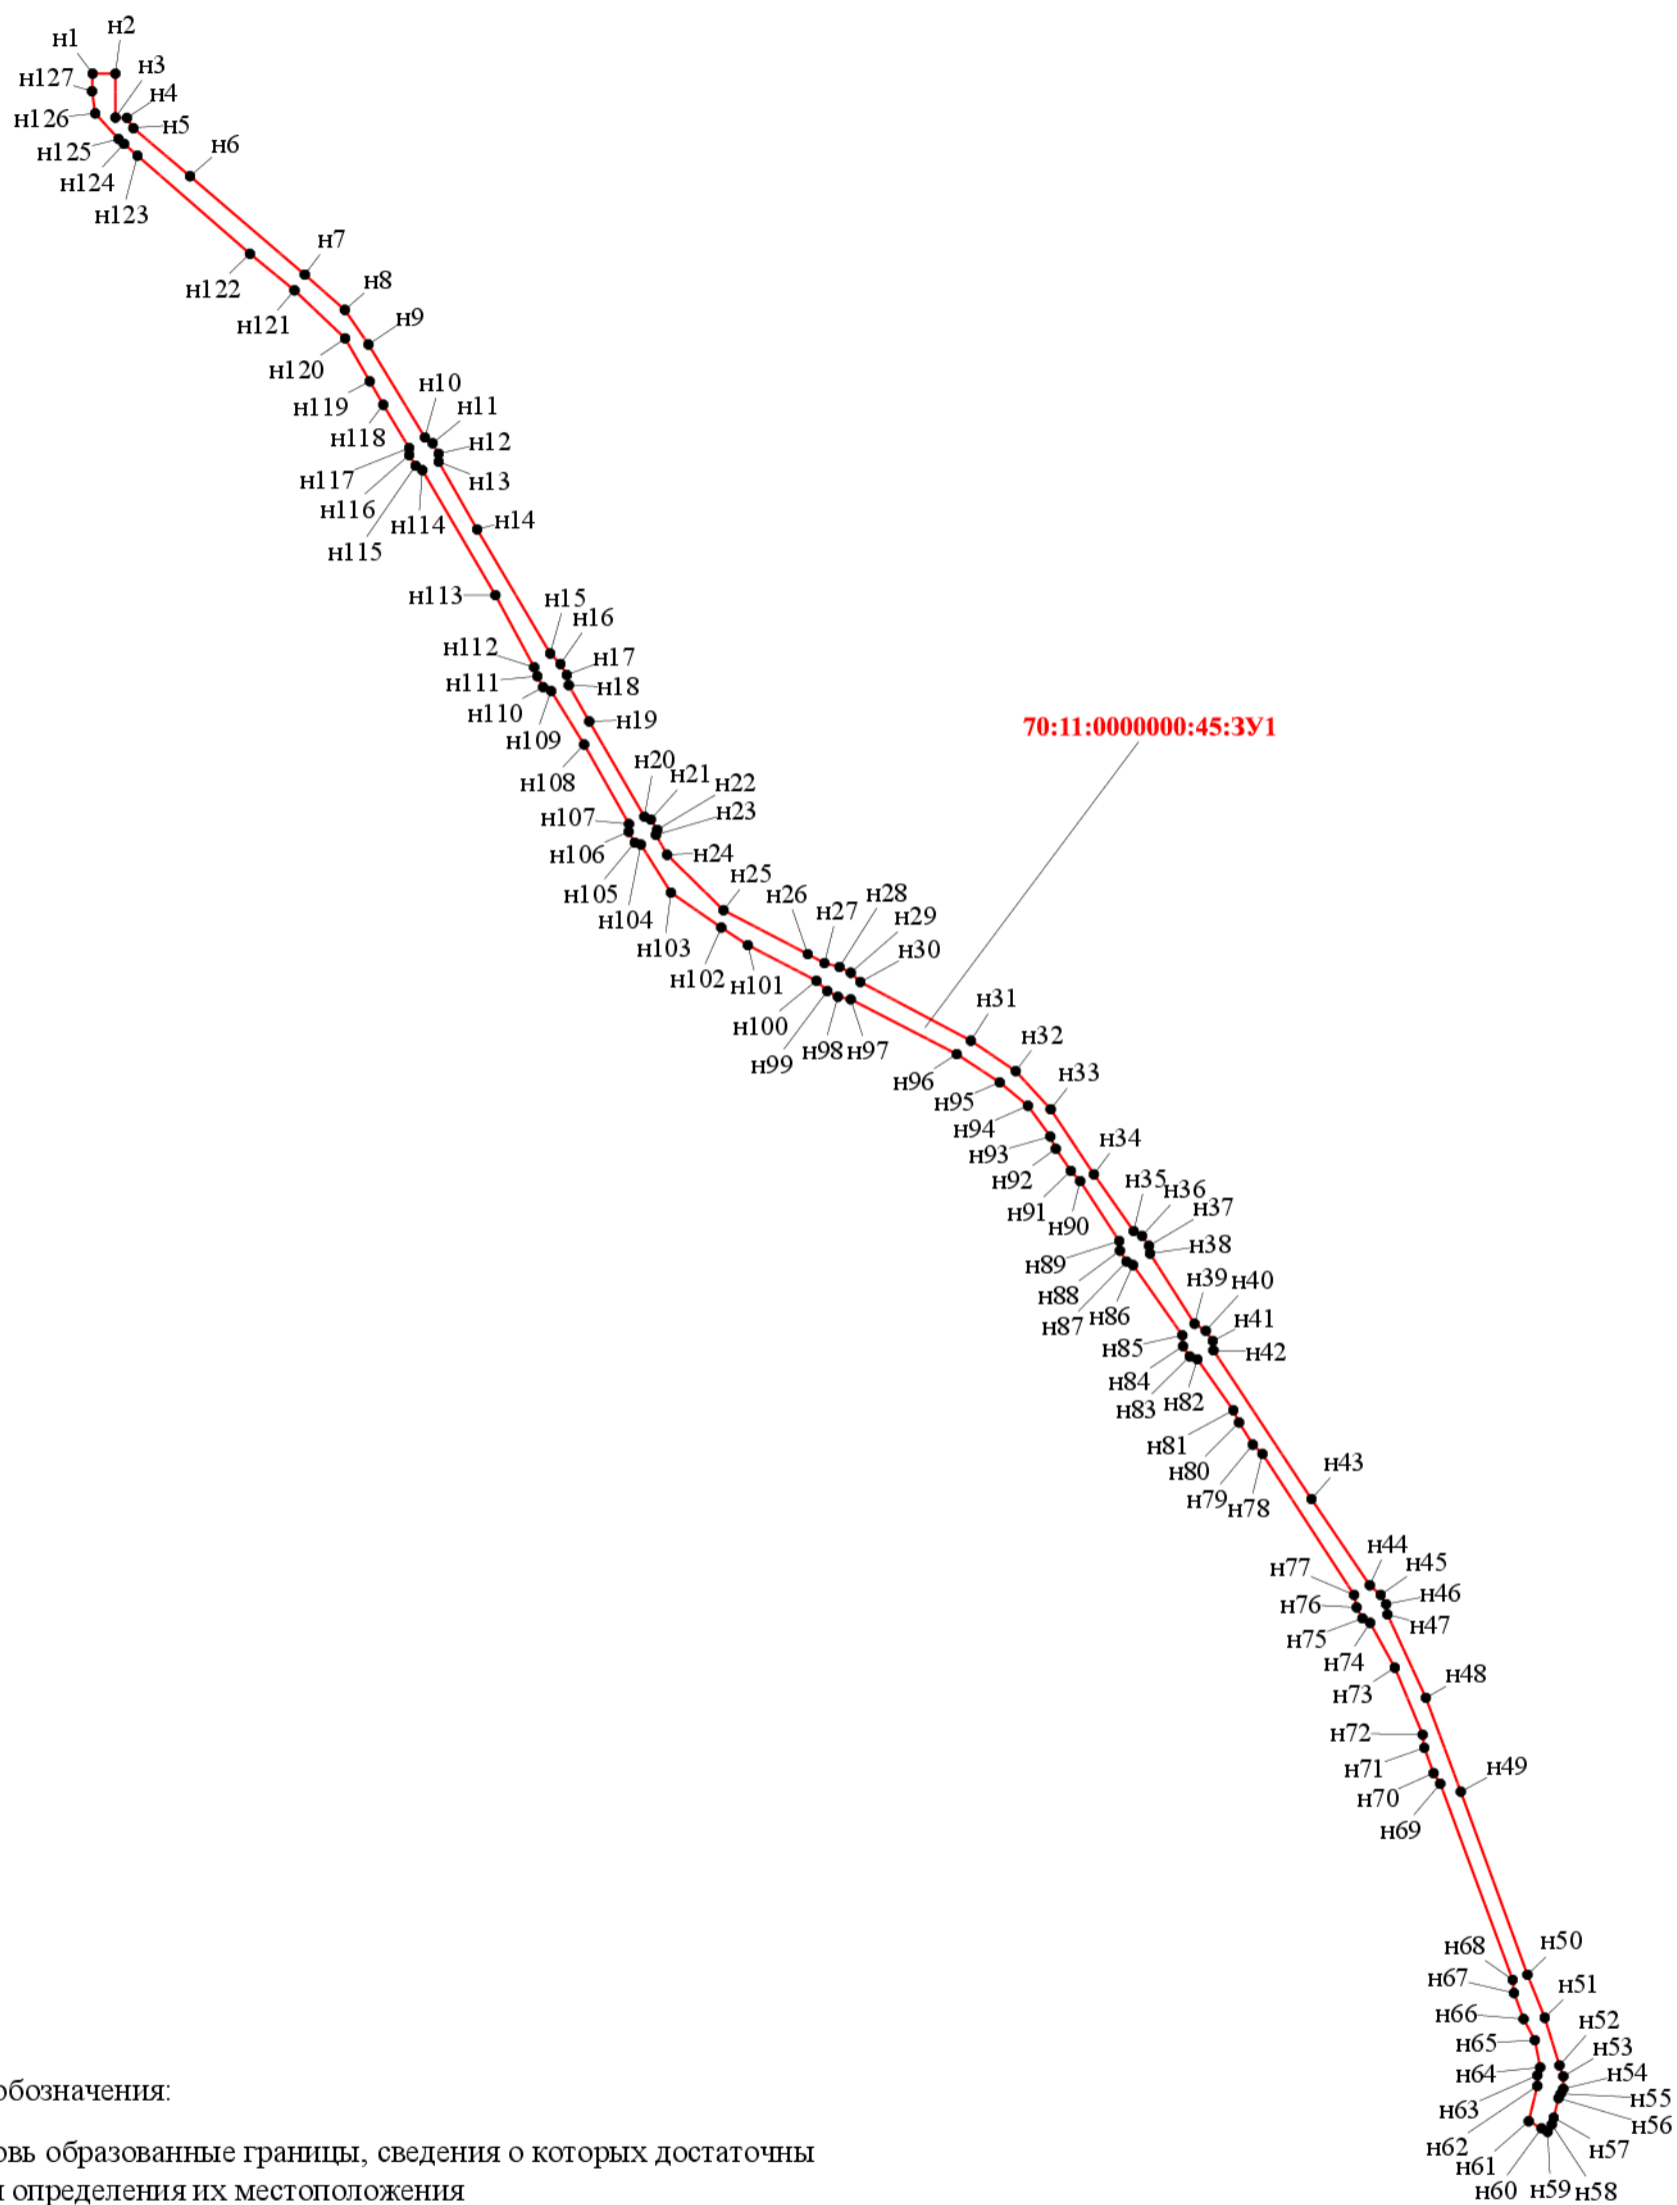 н1
н2
н3
н127
н4
н126
н5
н6
н125
н124
н123
н7
н8
н122
н9
н121
н120
н10
н119
н11
н118
н12
н117
н13
н116
н14
н114
н115
н113
н15
н16
н112
н17
н111
н18
н110
н19
70:11:0000000:45:ЗУ1
н109
н20
н21
н108
н22
н23
н107
н106
н24
н25
н105
н26
н28
н27
н29
н104
н103
н30
н102
н101
н31
н100
н32
н98
н97
н99
н33
н96
н95
н94
н34
н93
н92
н35
н36
н37
н91
н90
н38
н89
н39
н40
н88
н86
н41
н87
н85
н42
н84
н82
н83
н81
н43
н80
н79
н78
н44
н45
н77
н46
н76
н47
н75
н74
н48
н73
н72
н49
н71
н70
н69
н50
н68
н67
н51
н66
н52
н65
н53
н64
н54
н55
н63
н56
н62
н57
н61
н60
н59
н58
обозначения:
овь образованные границы, сведения о которых достаточны
определения их местоположения